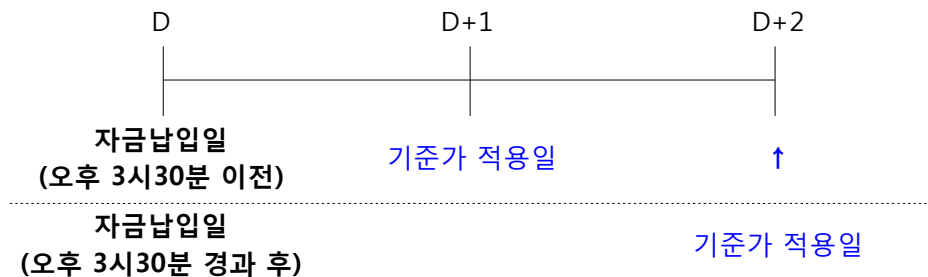 D D+1 D+2
자금납입일
(오후 3시30분 이전)
기준가 적용일
↑
자금납입일
(오후 3시30분 경과 후)
기준가 적용일